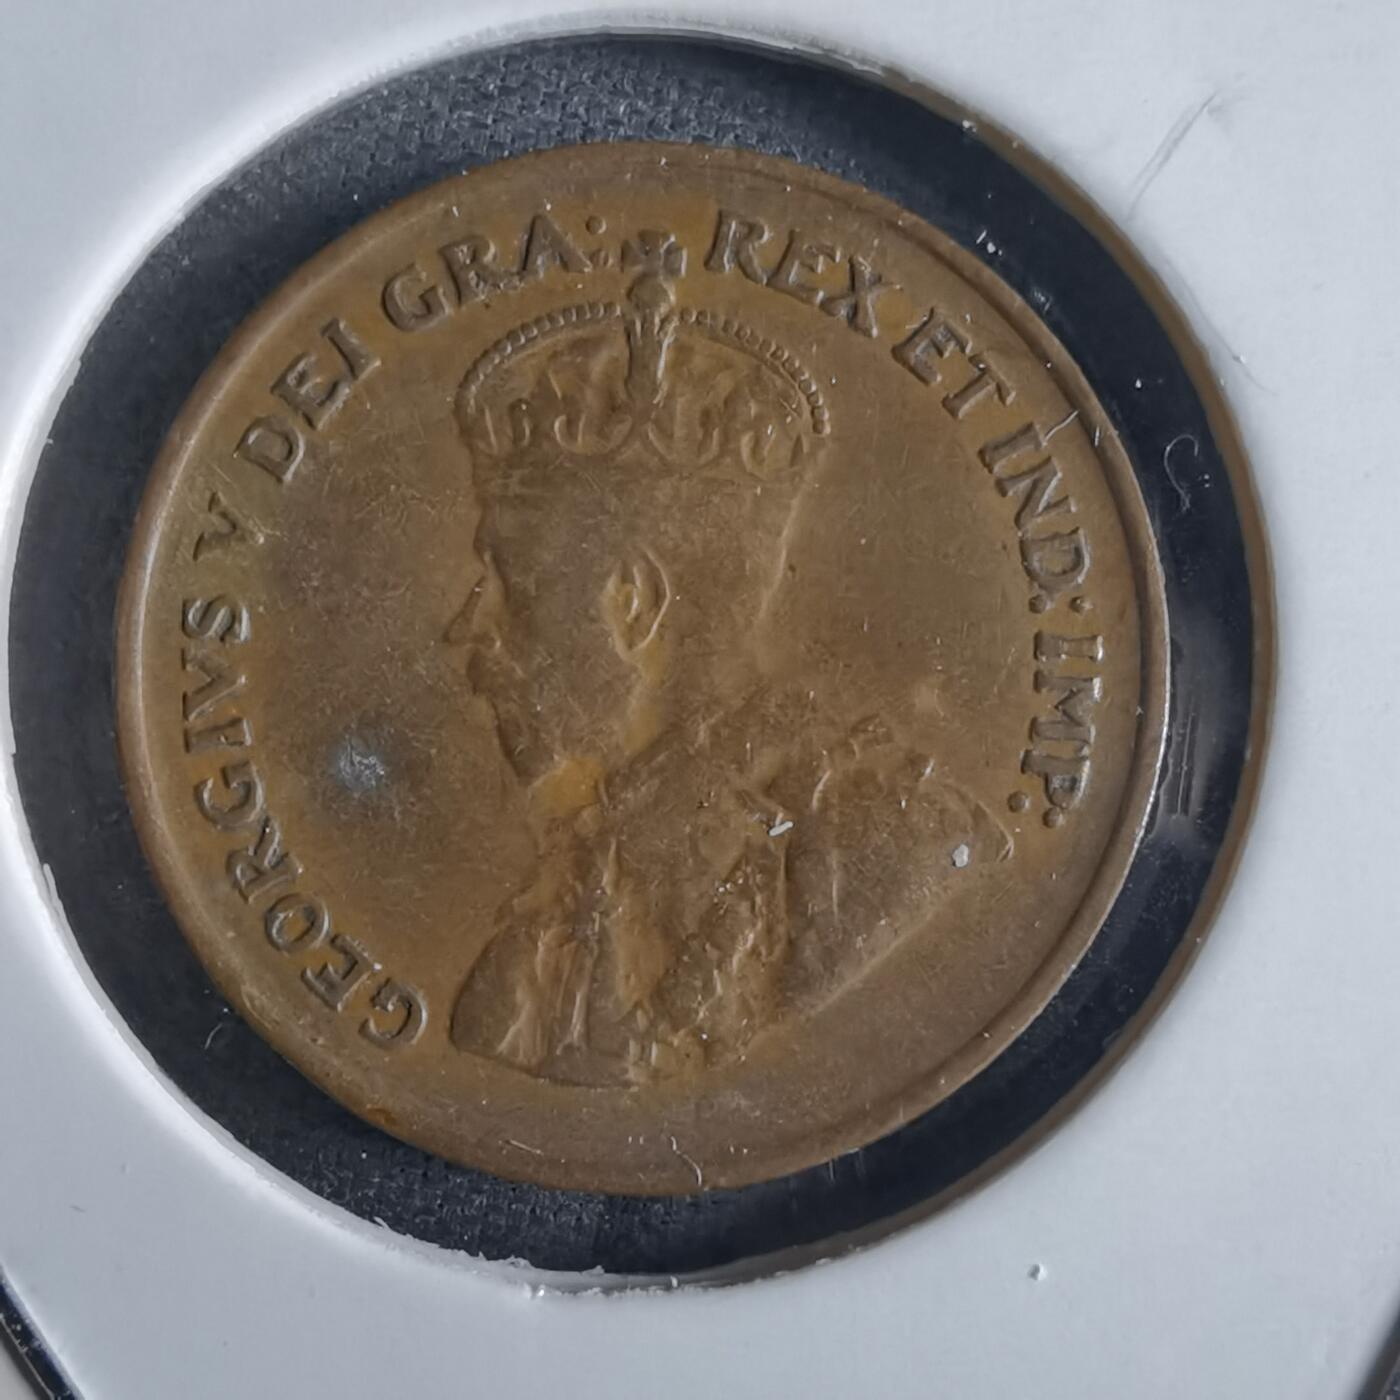 GEORGIVS V DEI GRA: REX ET IND: IMP: